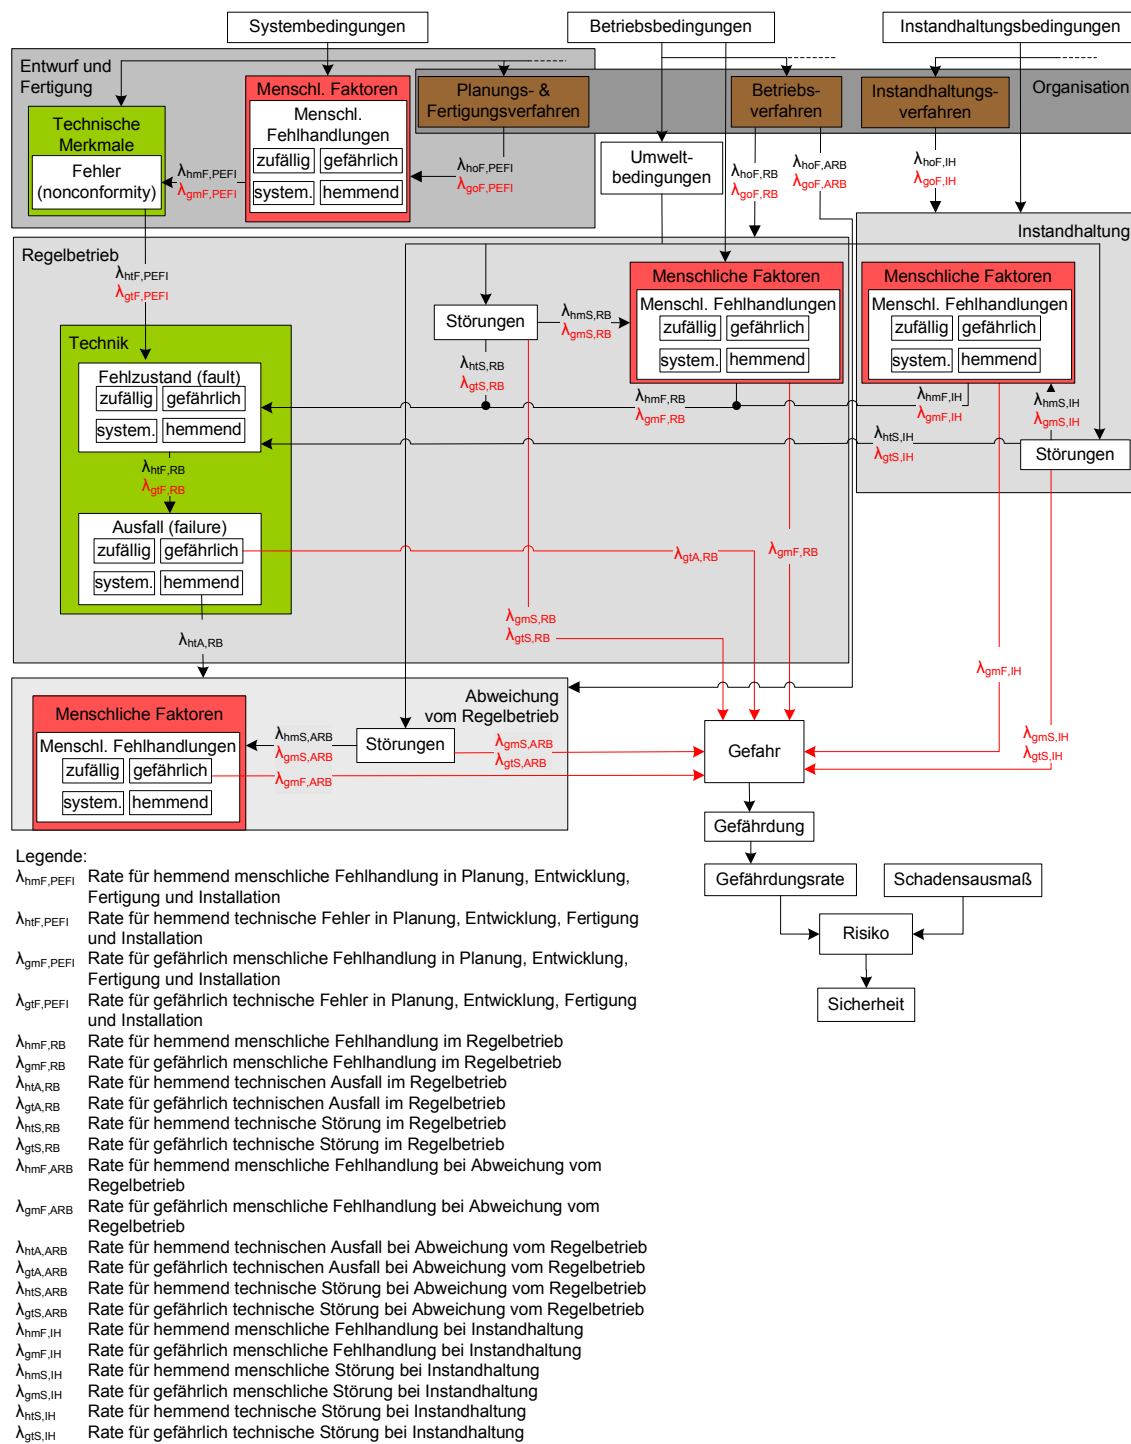 Systembedingungen
Betriebsbedingungen
Instandhaltungsbedingungen
Entwurf und
Fertigung
Menschl. Faktoren
Menschl.
Fehlhandlungen
zufällig
gefährlich
system.
hemmend
Planungs- &
Fertigungsverfahren
Betriebs-
verfahren
Instandhaltungs-
verfahren
Organisation
Technische
Merkmale
Fehler
(nonconformity)
λhmF,PEFI
λgmF,PEFI
λhoF,PEFI
λgoF,PEFI
Umwelt-
bedingungen
λhoF,RB
λgoF,RB
λhoF,ARB
λgoF,ARB
λhoF,IH
λgoF,IH
Regelbetrieb
Instandhaltung
λhtF,PEFI
λgtF,PEFI
Störungen
λhmS,RB
λgmS,RB
Menschliche Faktoren
Menschl. Fehlhandlungen
zufällig
gefährlich
system.
hemmend
Menschliche Faktoren
Menschl. Fehlhandlungen
zufällig
gefährlich
system.
hemmend
Technik
Fehlzustand (fault)
zufällig
gefährlich
system.
hemmend
λhtS,RB
λgtS,RB
λhmF,RB
λgmF,RB
λhmF,IH
λgmF,IH
λhmS,IH
λgmS,IH
λhtS,IH
λgtS,IH
Störungen
λhtF,RB
λgtF,RB
Ausfall (failure)
zufällig
gefährlich
system.
hemmend
λgtA,RB
λgmF,RB
λgmS,RB
λgtS,RB
λhtA,RB
λgmF,IH
Abweichung
vom Regelbetrieb
Menschliche Faktoren
Menschl. Fehlhandlungen
zufällig
gefährlich
system.
hemmend
λhmS,ARB
λgmS,ARB
Störungen
λgmS,ARB
λgtS,ARB
λgmF,ARB
Gefahr
λgmS,IH
λgtS,IH
Gefährdung
Gefährdungsrate
Schadensausmaß
Risiko
Sicherheit
Legende:
λhmF,PEFI Rate für hemmend menschliche Fehlhandlung in Planung, Entwicklung,
Fertigung und Installation
λhtF,PEFI Rate für hemmend technische Fehler in Planung, Entwicklung, Fertigung
und Installation
λgmF,PEFI Rate für gefährlich menschliche Fehlhandlung in Planung, Entwicklung,
Fertigung und Installation
λgtF,PEFI Rate für gefährlich technische Fehler in Planung, Entwicklung, Fertigung
und Installation
λhmF,RB Rate für hemmend menschliche Fehlhandlung im Regelbetrieb
λgmF,RB Rate für gefährlich menschliche Fehlhandlung im Regelbetrieb
λhtA,RB Rate für hemmend technischen Ausfall im Regelbetrieb
λgtA,RB Rate für gefährlich technischen Ausfall im Regelbetrieb
λhtS,RB Rate für hemmend technische Störung im Regelbetrieb
λgtS,RB Rate für gefährlich technische Störung im Regelbetrieb
λhmF,ARB Rate für hemmend menschliche Fehlhandlung bei Abweichung vom
Regelbetrieb
λgmF,ARB Rate für gefährlich menschliche Fehlhandlung bei Abweichung vom
Regelbetrieb
λhtA,ARB Rate für hemmend technischen Ausfall bei Abweichung vom Regelbetrieb
λgtA,ARB Rate für gefährlich technischen Ausfall bei Abweichung vom Regelbetrieb
λhtS,ARB Rate für hemmend technische Störung bei Abweichung vom Regelbetrieb
λgtS,ARB Rate für gefährlich technische Störung bei Abweichung vom Regelbetrieb
λhmF,IH Rate für hemmend menschliche Fehlhandlung bei Instandhaltung
λgmF,IH Rate für gefährlich menschliche Fehlhandlung bei Instandhaltung
λhmS,IH Rate für hemmend menschliche Störung bei Instandhaltung
λgmS,IH Rate für gefährlich menschliche Störung bei Instandhaltung
λhtS,IH Rate für hemmend technische Störung bei Instandhaltung
λgtS,IH Rate für gefährlich technische Störung bei Instandhaltung